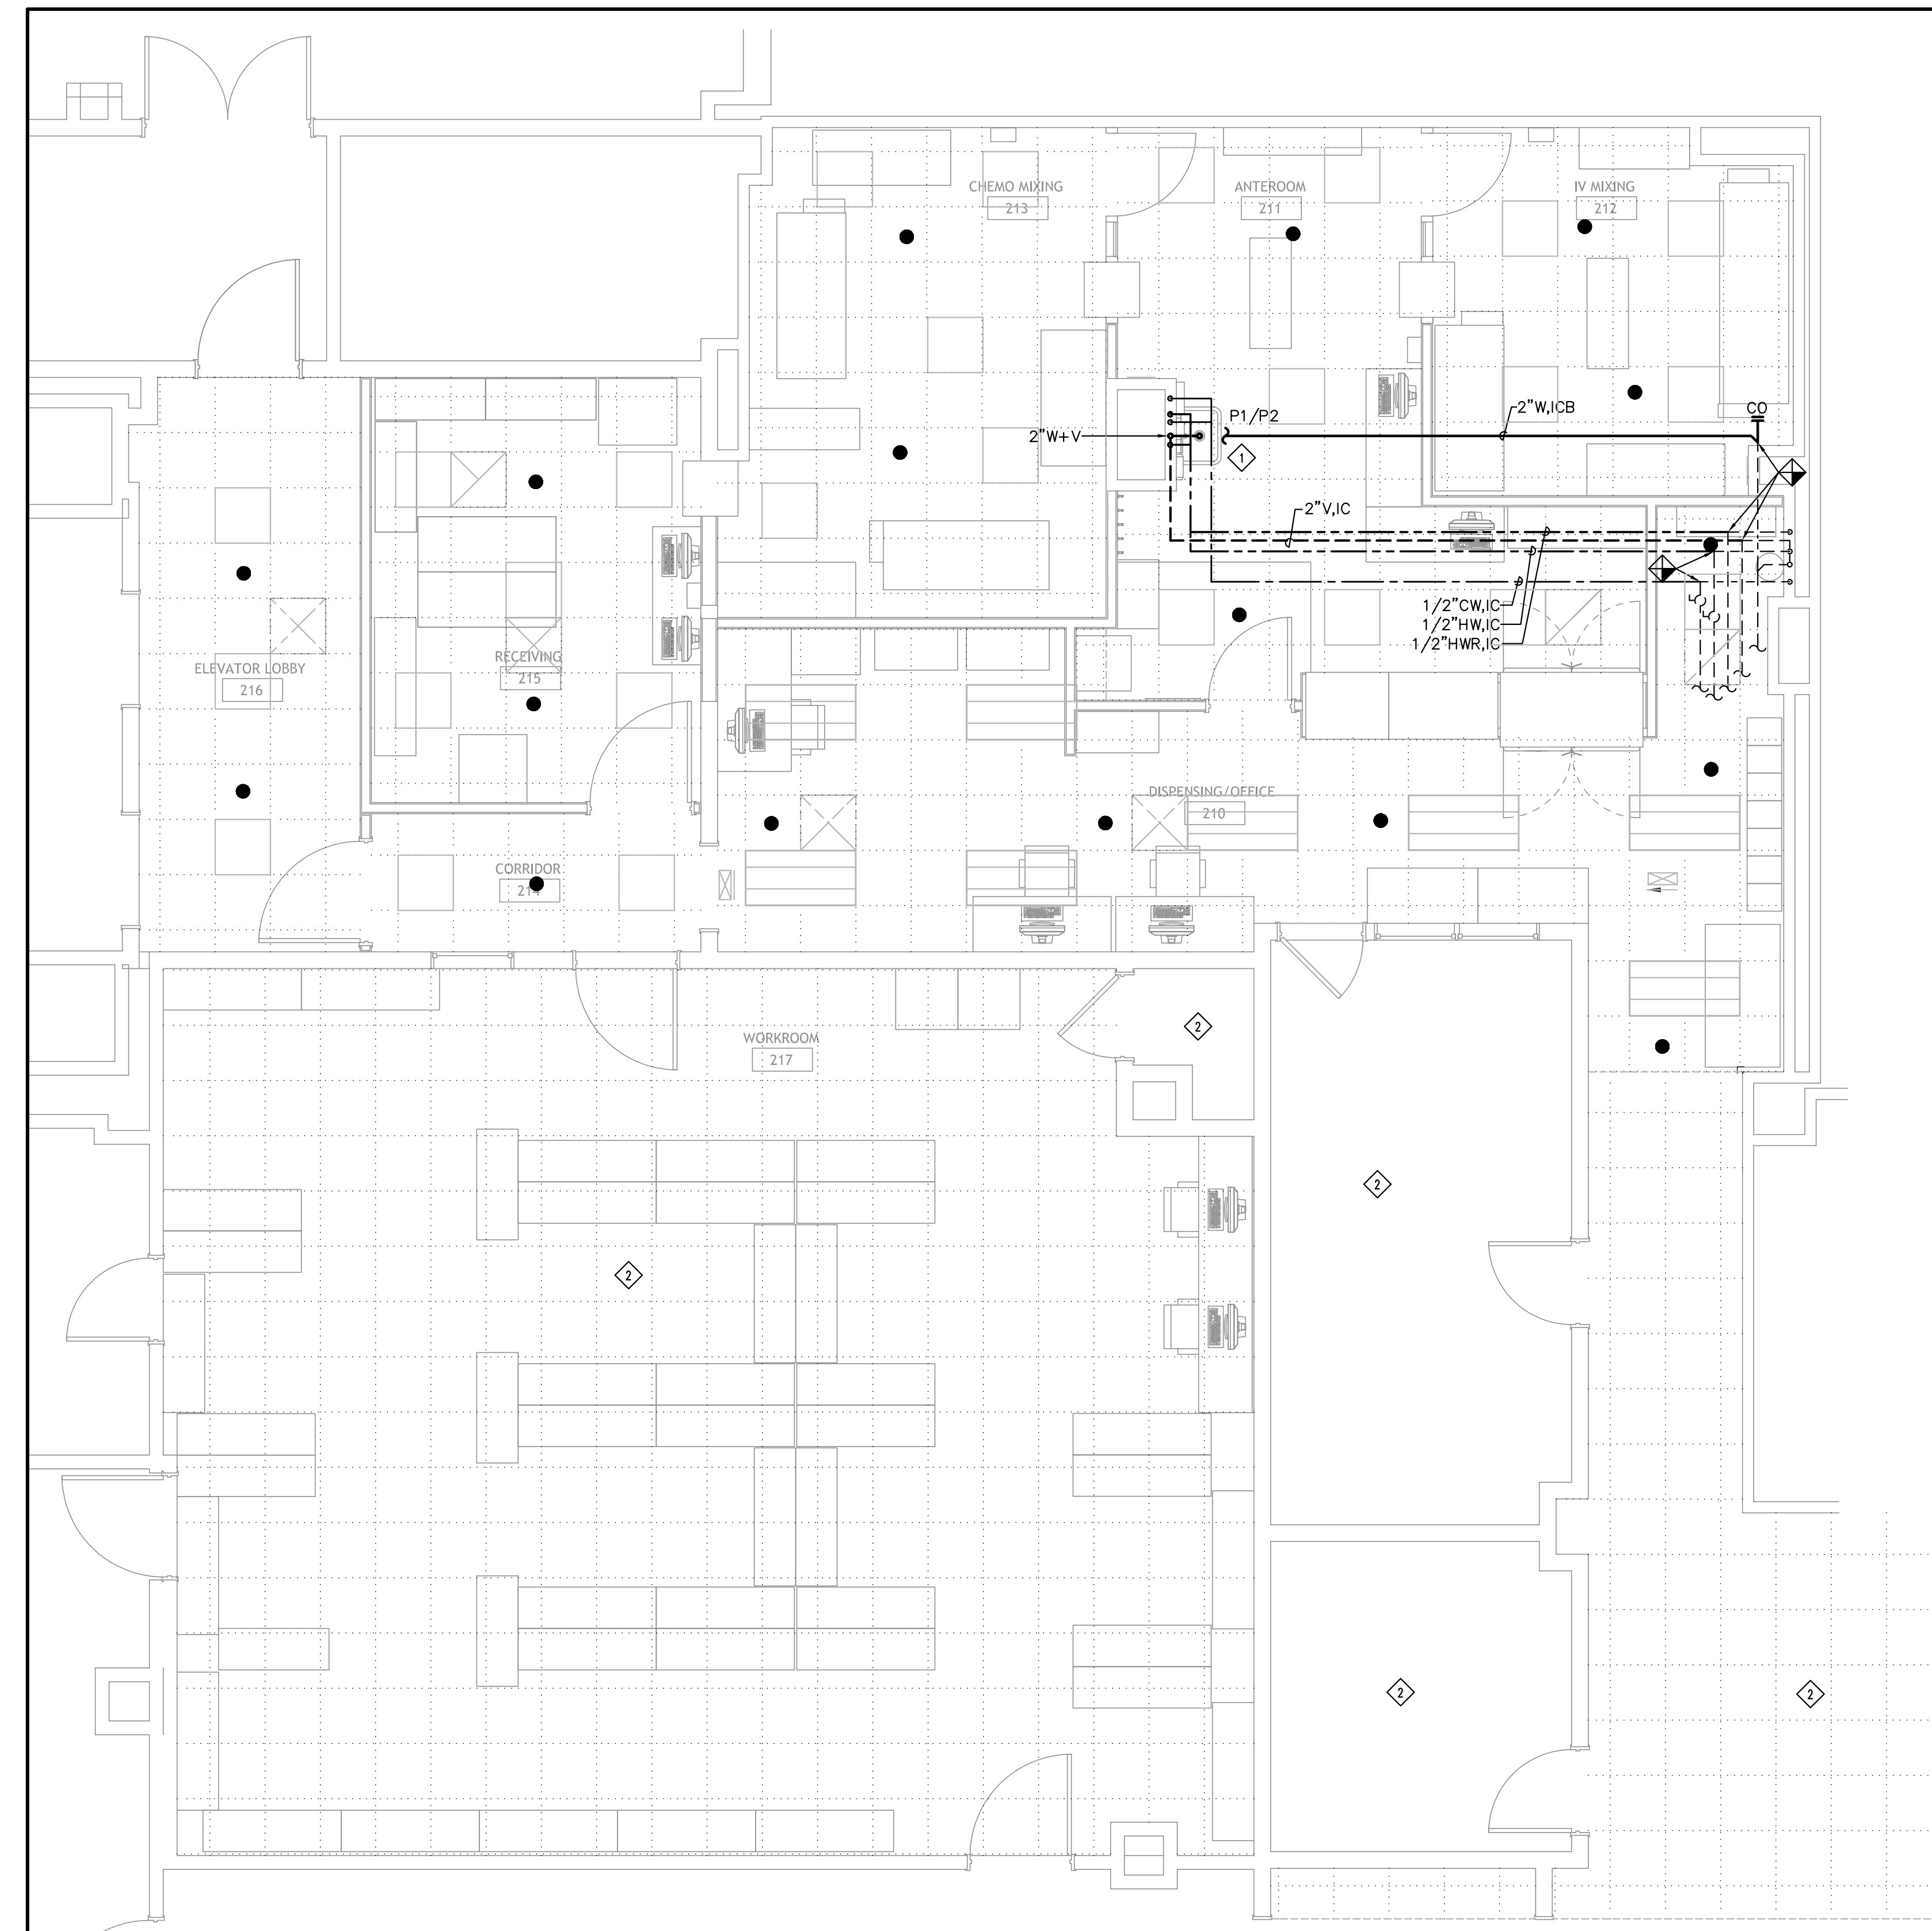 CHEMO MIXING
213
ANTEROOM
211
IV MIXING
212
P1/P2
2"W,ICB
CO
2"W+V
1
2"V,IC
1/2"CW,IC
1/2"HW,IC
1/2"HWR,IC
ELEVATOR LOBBY
216
RECEIVING
215
DISPENSING/OFFICE
210
CORRIDOR
214
WORKROOM
217
2
2
2
2
2